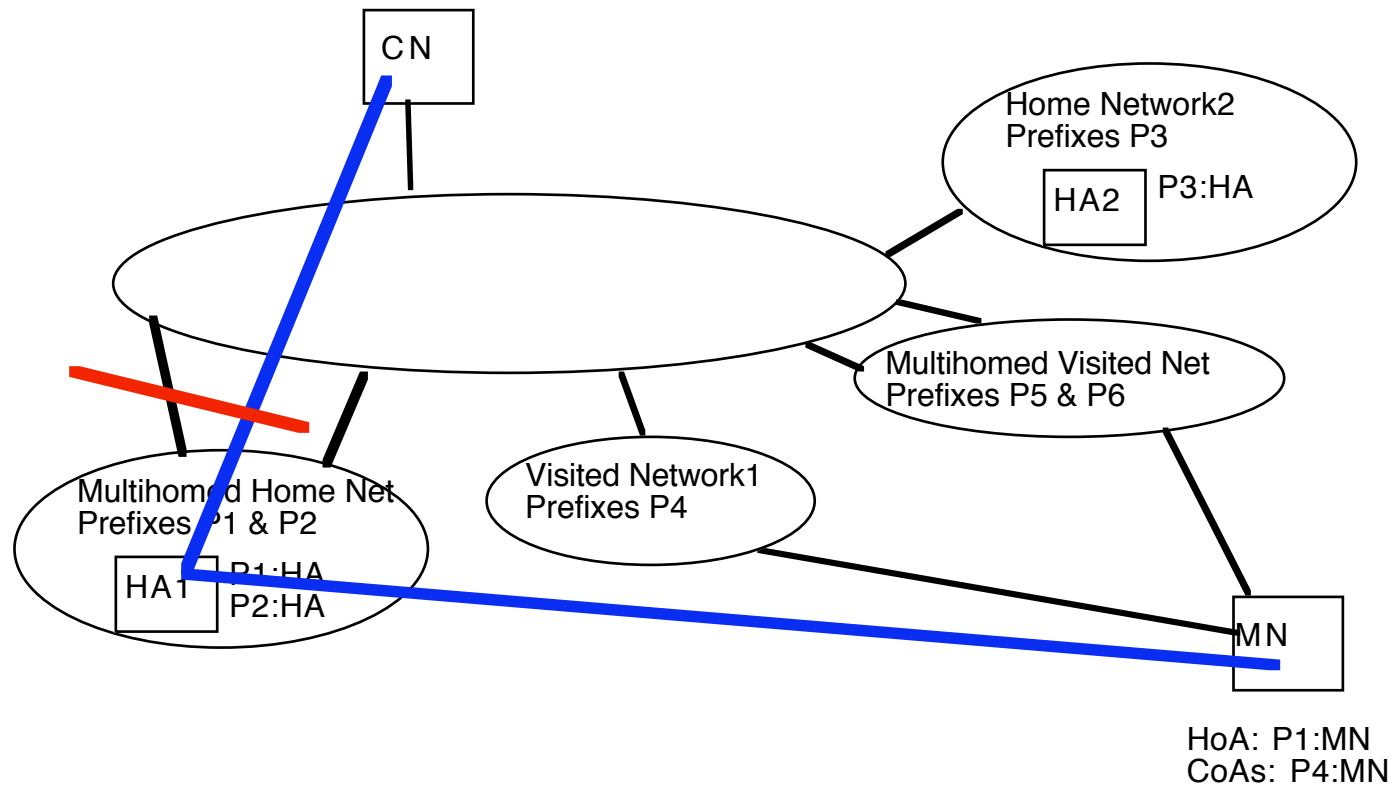 CN
Home Network2
Prefixes P3
HA2
P3:HA
Multihomed Visited Net
Prefixes P5 & P6
Visited Network1
Prefixes P4
Multihomed Home Net
Prefixes P1 & P2
HA1
P1:HA
P2:HA
MN
HoA: P1:MN
CoAs: P4:MN